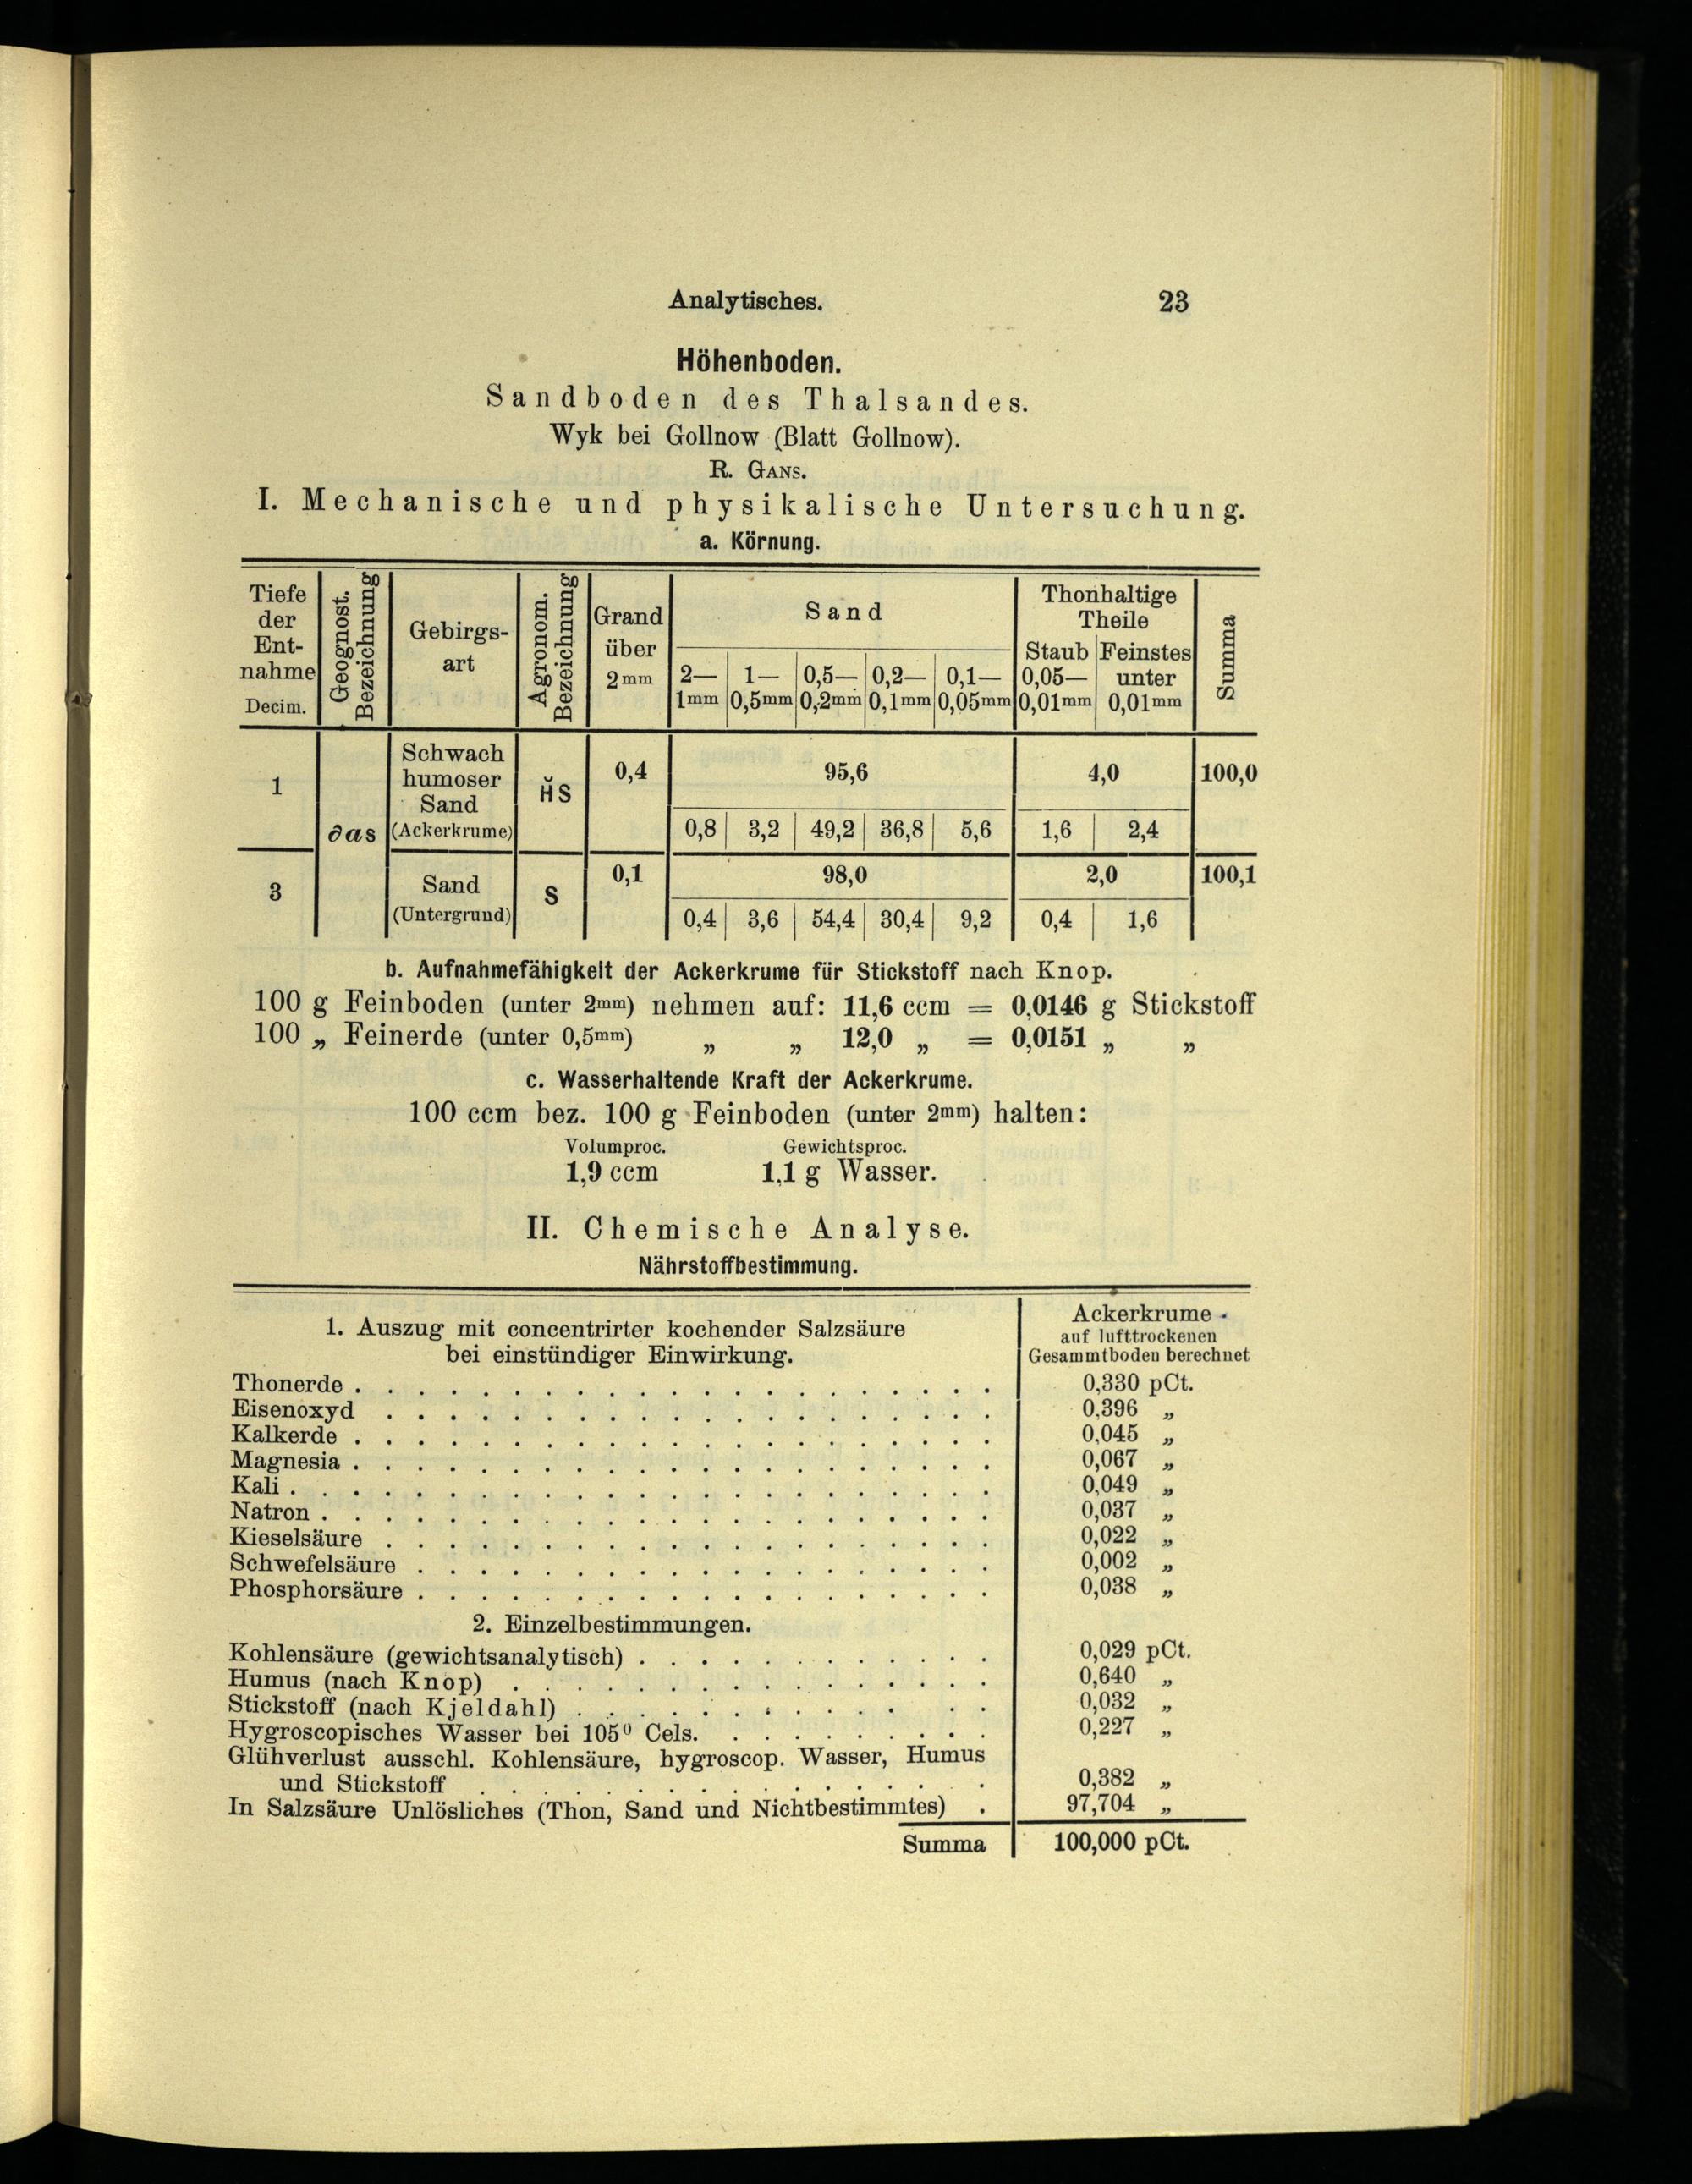 Analytisches. 23
Höhenboden.
Sandboden des Thalsandes.
Wyk bei Gollnow (Blatt Gollnow).
R. Gans.
I. Mechanische und physikalische Untersuchung.
a. Körnung.
Tiefe der Ent-nahme Decim. | Geognost. Bezeichnung | Gebirgs-art | Agronom. Bezeichnung | Grand über 2mm | Sand | Thonhaltige Theile | Summa
Staub | Feinstes
2— | 1— | 0,5— | 0,2— | 0,1— | 0,05— | unter
1mm | 0,5mm | 0,2mm | 0,1mm | 0,05mm | 0,01mm | 0,01mm
1 | ∂as | Schwach humoser Sand (Ackerkrume) | H̆S | 0,4 | 95,6 | 4,0 | 100,0
0,8 | 3,2 | 49,2 | 36,8 | 5,6 | 1,6 | 2,4
3 | Sand (Untergrund) | S | 0,1 | 98,0 | 2,0 | 100,1
0,4 | 3,6 | 54,4 | 30,4 | 9,2 | 0,4 | 1,6
b. Aufnahmefähigkeit der Ackerkrume für Stickstoff nach Knop.
100 g Feinboden (unter 2mm) nehmen auf: 11,6 ccm = 0,0146 g Stickstoff
100 „ Feinerde (unter 0,5mm) „ „ 12,0 „ = 0,0151 „ „
c. Wasserhaltende Kraft der Ackerkrume.
100 ccm bez. 100 g Feinboden (unter 2mm) halten:
Volumproc. Gewichtsproc.
1,9 ccm 1,1 g Wasser.
II. Chemische Analyse.
Nährstoffbestimmung.
1. Auszug mit concentrirter kochender Salzsäure
bei einstündiger Einwirkung.
Ackerkrume
auf lufttrockenen
Gesammtboden berechnet
Thonerde . . . . 0,330 pCt.
Eisenoxyd . . . . 0,396 „
Kalkerde . . . . 0,045 „
Magnesia . . . . 0,067 „
Kali . . . . 0,049 „
Natron . . . . 0,037 „
Kieselsäure . . . . 0,022 „
Schwefelsäure . . . . 0,002 „
Phosphorsäure . . . . 0,038 „
2. Einzelbestimmungen.
Kohlensäure (gewichtsanalytisch) . . . . 0,029 pCt.
Humus (nach Knop) . . . . 0,640 „
Stickstoff (nach Kjeldahl) . . . . 0,032 „
Hygroscopisches Wasser bei 105⁰ Cels. . . . . 0,227 „
Glühverlust ausschl. Kohlensäure, hygroscop. Wasser, Humus
und Stickstoff . . . . 0,382 „
In Salzsäure Unlösliches (Thon, Sand und Nichtbestimmtes) . 97,704 „
Summa 100,000 pCt.